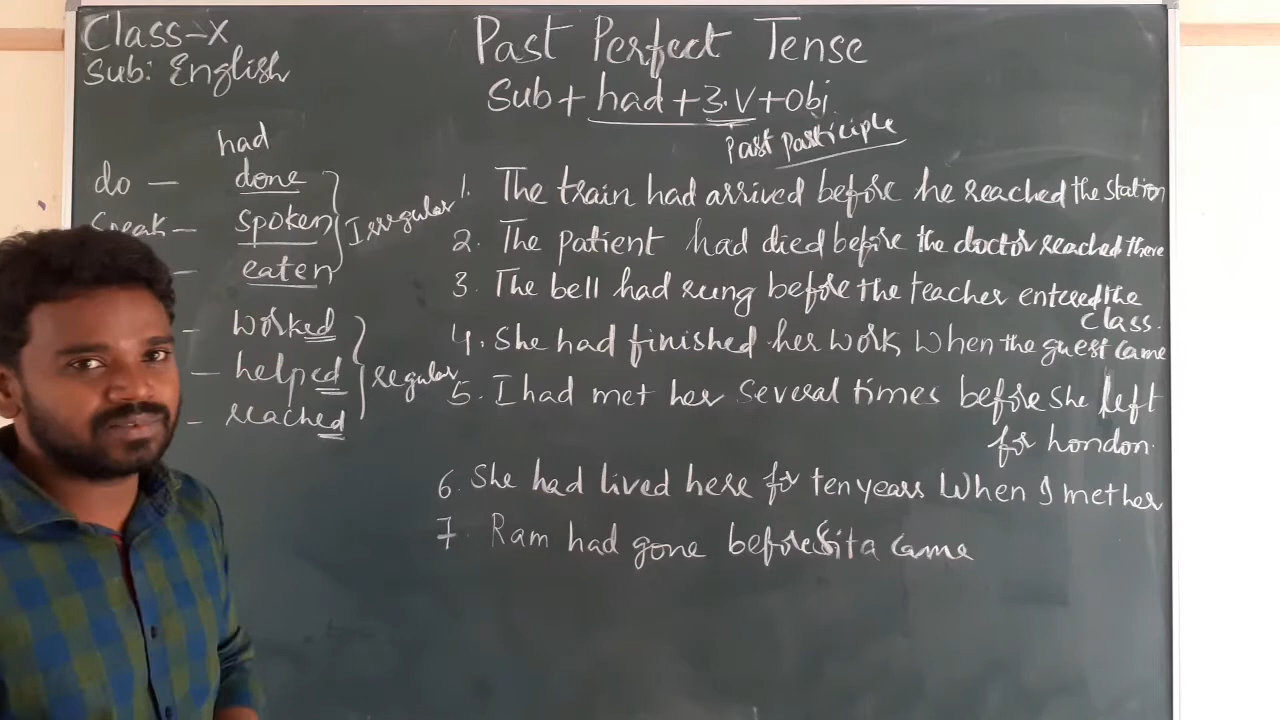 Class-X
Sub: English
Past Perfect Tense
Sub + had + 3.V + Obj
Past participle
had
do — done
Speak — spoken
— eaten
Irregular
- worked
- helped
- reached
regular
1. The train had arrived before he reached the station
2. The patient had died before the doctor reached there
3. The bell had rung before the teacher entered the
class.
4. She had finished her work when the guest came
5. I had met her several times before she left
for London.
6. She had lived here for ten years When I met her
7 Ram had gone before Sita came